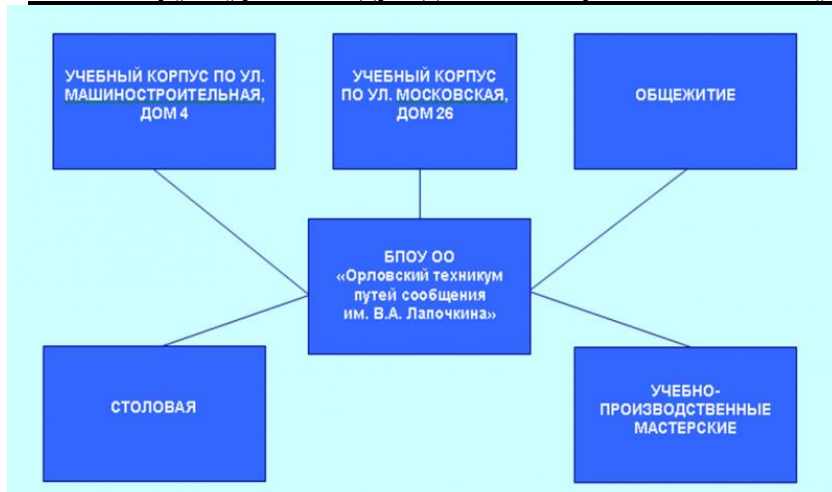 УЧЕБНЫЙ КОРПУС ПО УЛ.
МАШИНОСТРОИТЕЛЬНАЯ,
ДОМ 4
УЧЕБНЫЙ КОРПУС
ПО УЛ. МОСКОВСКАЯ,
ДОМ 26
ОБЩЕЖИТИЕ
БПОУ ОО
«Орловский техникум
путей сообщения
им. В.А. Лапочкина»
СТОЛОВАЯ
УЧЕБНО-
ПРОИЗВОДСТВЕННЫЕ
МАСТЕРСКИЕ